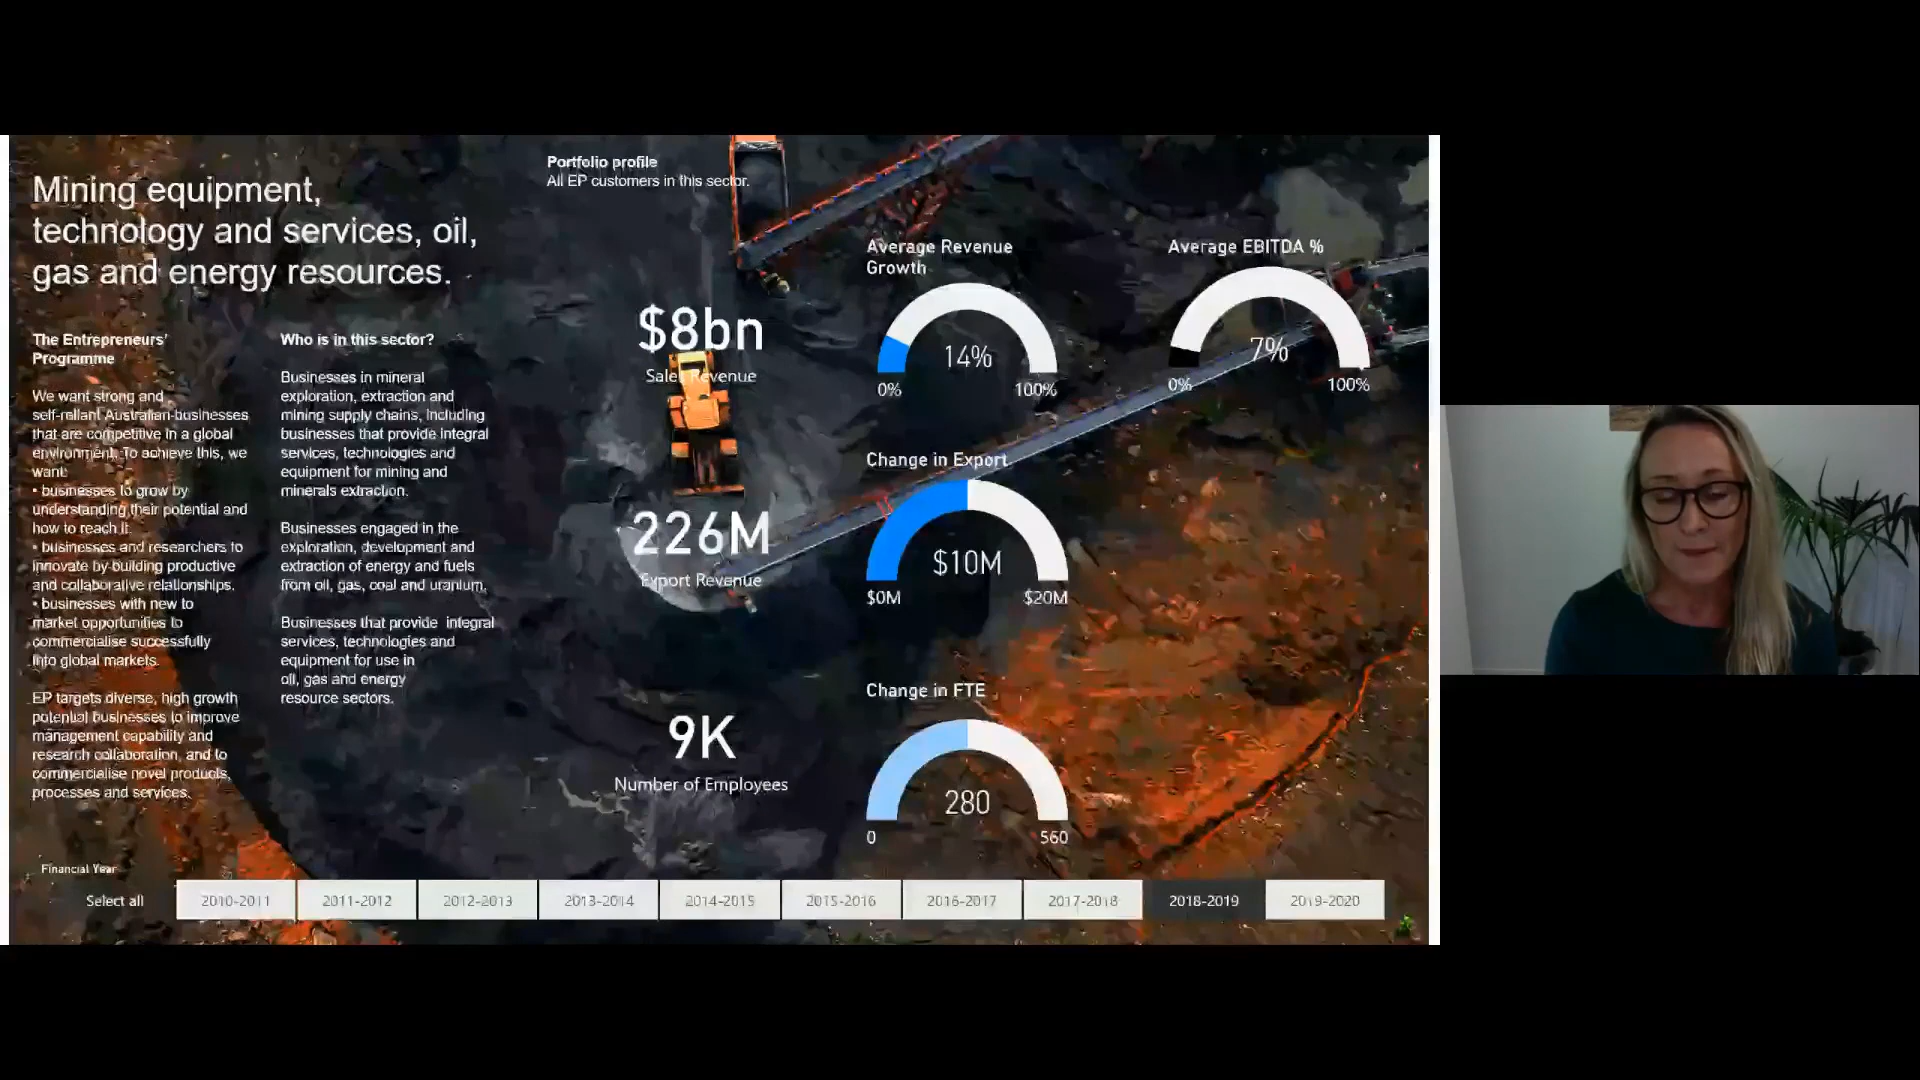 Mining equipment,
technology and services, oil,
gas and energy resources.
The Entrepreneurs'
Programme
We want strong and
self-reliant Australian businesses
that are competitive in a global
environment. To achieve this, we
want:
• businesses to grow by
understanding their potential and
how to reach it.
• businesses and researchers to
innovate by building productive
and collaborative relationships.
• businesses with new to
market opportunities to
commercialise successfully
into global markets.
EP targets diverse, high growth
potential businesses to improve
management capability and
research collaboration, and to
commercialise novel products,
processes and services.
Who is in this sector?
Businesses in mineral
exploration, extraction and
mining supply chains, including
businesses that provide integral
services, technologies and
equipment for mining and
minerals extraction.
Businesses engaged in the
exploration, development and
extraction of energy and fuels
from oil, gas, coal and uranium.
Businesses that provide integral
services, technologies and
equipment for use in
oil, gas and energy
resource sectors.
Portfolio profile
All EP customers in this sector.
$8bn
Sales Revenue
226M
Export Revenue
9K
Number of Employees
Average Revenue
Growth
14%
0% 100%
Change in Export
$10M
$0M $20M
Change in FTE
280
0 560
Average EBITDA %
7%
0% 100%
Financial Year
Select all 2010-2011 2011-2012 2012-2013 2013-2014 2014-2015 2015-2016 2016-2017 2017-2018 2018-2019 2019-2020